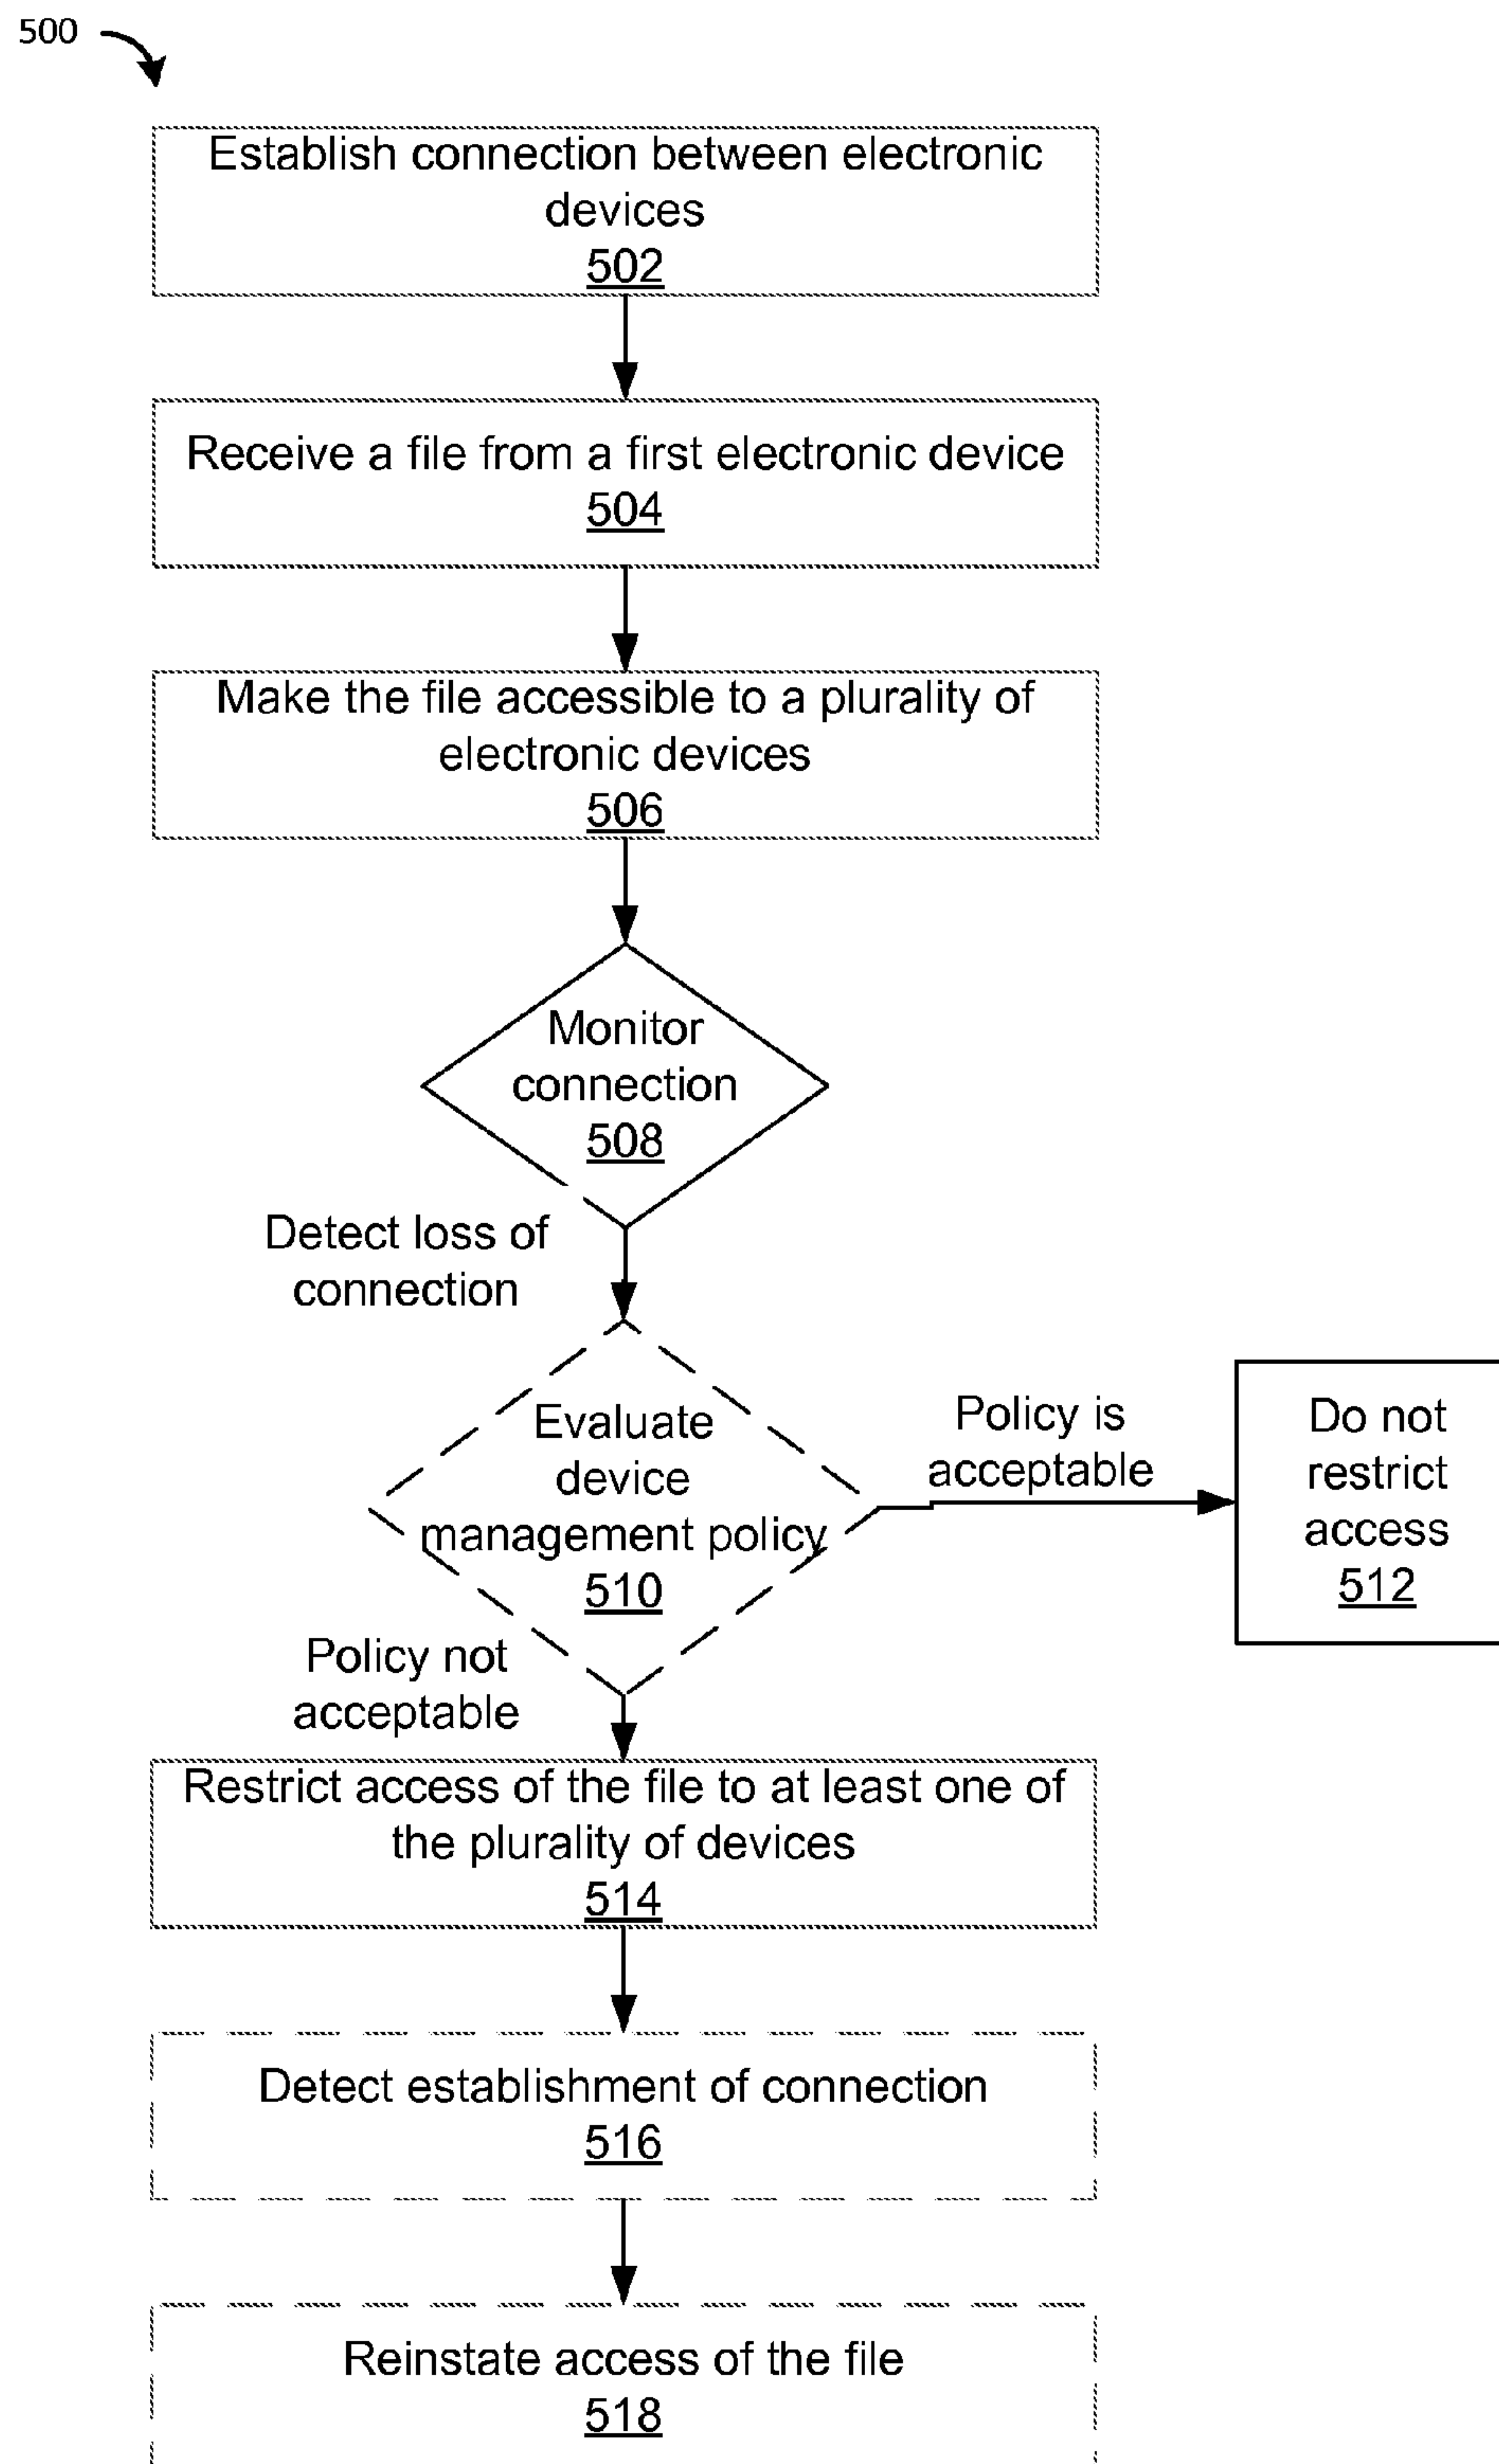 500
Establish connection between electronic
devices
502
Receive a file from a first electronic device
504
Make the file accessible to a plurality of
electronic devices
506
Monitor
connection
508
Detect loss of
connection
Evaluate
device
management policy
510
Policy is
acceptable
Do not
restrict
access
512
Policy not
acceptable
Restrict access of the file to at least one of
the plurality of devices
514
Detect establishment of connection
516
Reinstate access of the file
518